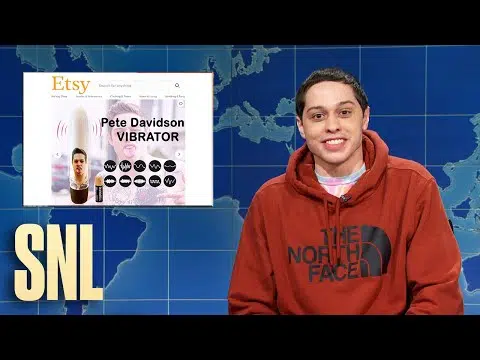 Etsy
Pete Davidson
VIBRATOR
THE
NORTH
FACE
SNL